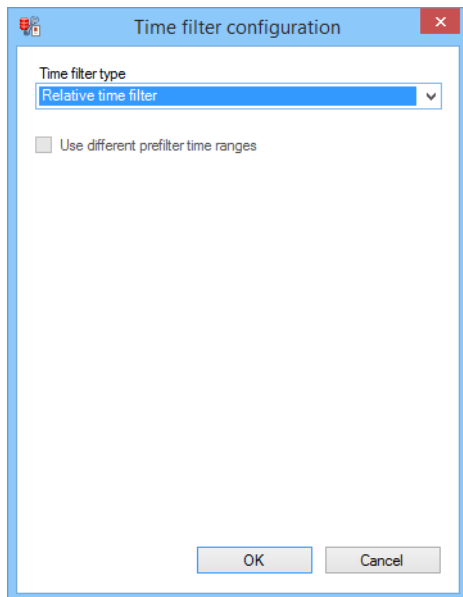 Time filter configuration
Time filter type
Relative time filter
Use different prefilter time ranges
OK
Cancel